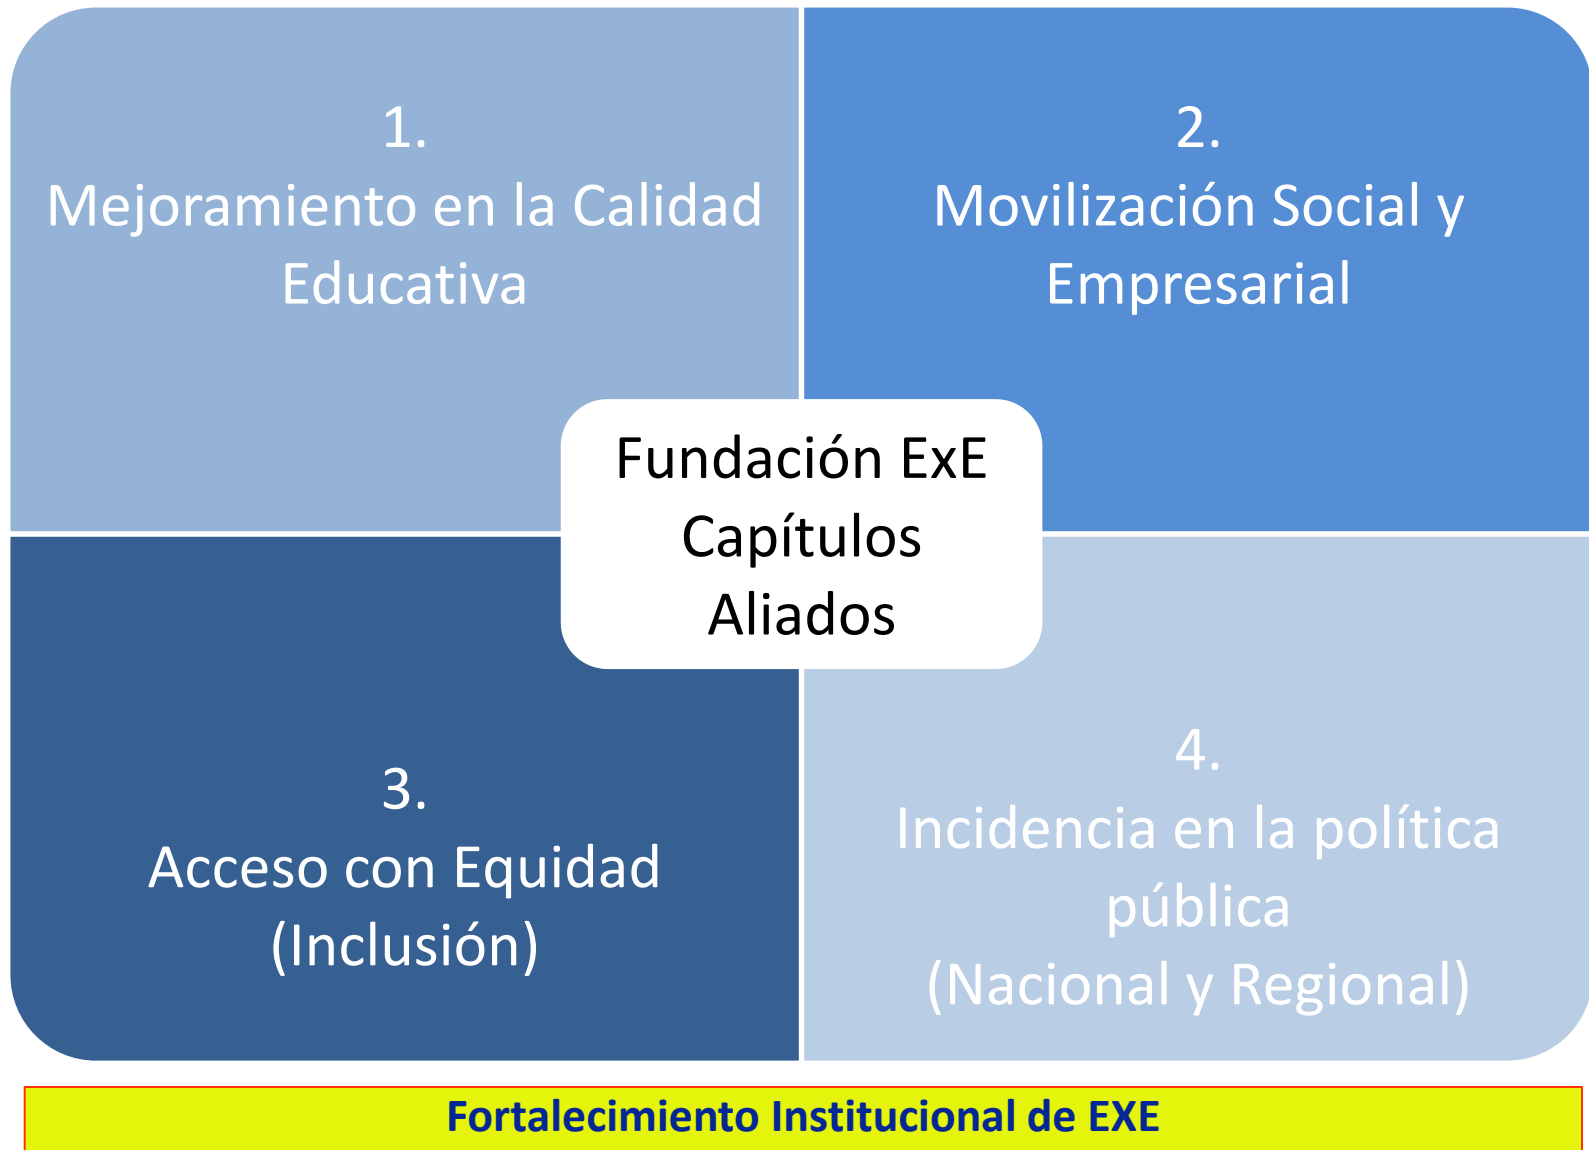 1.
Mejoramiento en la Calidad
Educativa
2.
Movilización Social y
Empresarial
Fundación ExE
Capítulos
Aliados
3.
Acceso con Equidad
(Inclusión)
4.
Incidencia en la política
pública
(Nacional y Regional)
Fortalecimiento Institucional de EXE